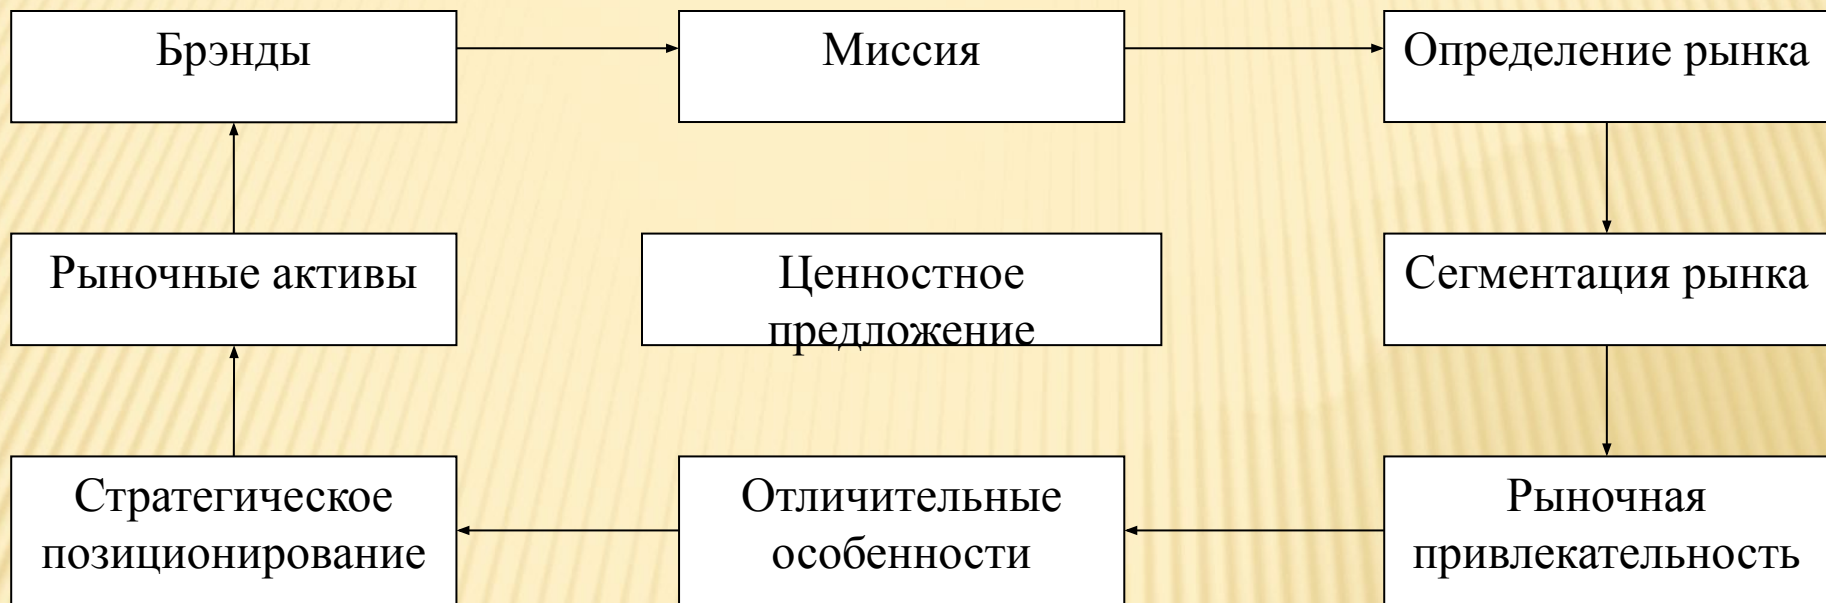 Брэнды
Миссия
Определение рынка
Рыночные активы
Ценностное
предложение
Сегментация рынка
Стратегическое
позиционирование
Отличительные
особенности
Рыночная
привлекательность